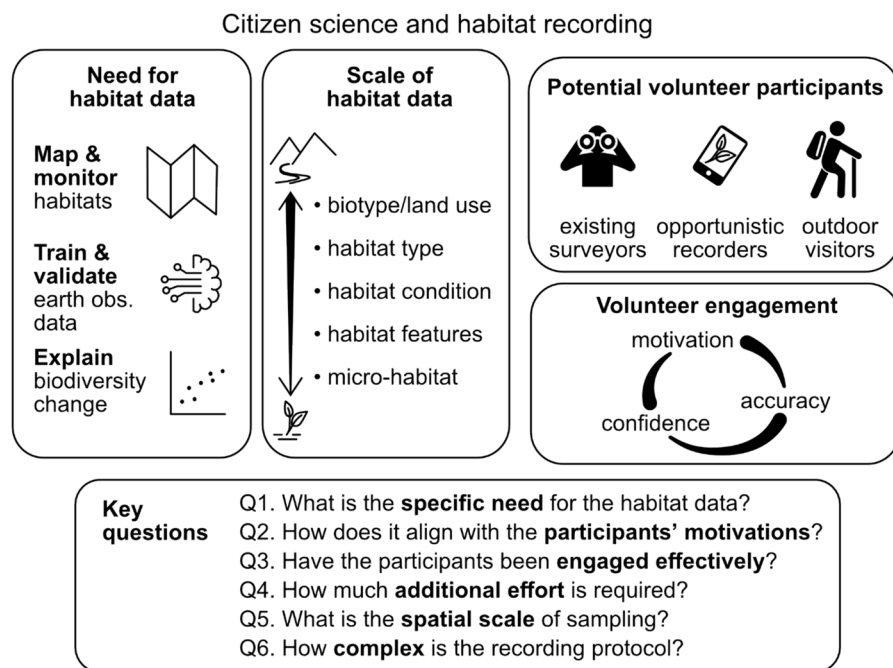 Citizen science and habitat recording
Need for
habitat data
Map &
monitor
habitats
Train &
validate
earth obs.
data
Explain
biodiversity
change
Scale of
habitat data
• biotype/land use
• habitat type
• habitat condition
• habitat features
• micro-habitat
Potential volunteer participants
existing
surveyors
opportunistic
recorders
outdoor
visitors
Volunteer engagement
motivation
accuracy
confidence
Key
questions
Q1. What is the specific need for the habitat data?
Q2. How does it align with the participants’ motivations?
Q3. Have the participants been engaged effectively?
Q4. How much additional effort is required?
Q5. What is the spatial scale of sampling?
Q6. How complex is the recording protocol?